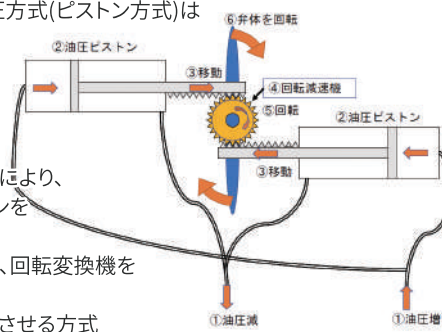 圧方式(ピストン方式)は
⑥弁体を回転
②油圧ピストン
③移動
④回転減速機
⑤回転
②油圧ピストン
③移動
により、
ンを
、回転変換機を
①油圧減
①油圧増
させる方式